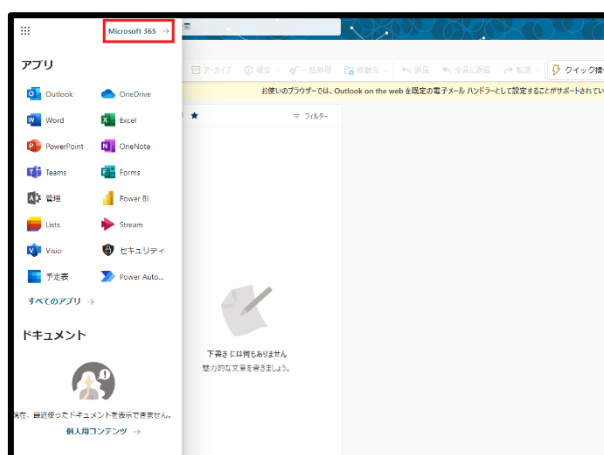 Microsoft 365 →
アプリ
Outlook
OneDrive
Word
Excel
PowerPoint
OneNote
Teams
Forms
管理
Power BI
Lists
Stream
Visio
セキュリティ
予定表
Power Auto...
すべてのアプリ →
ドキュメント
現在、最近使ったドキュメントを表示できません。
個人用コンテンツ →
アーカイブ
報告
一括処理
移動先
返信
全員に返信
転送
クイック操
お使いのブラウザーでは、Outlook on the web を既定の電子メール ハンドラーとして設定することがサポートされてい
フィルター
下書き には何もありません
魅力的な文章を書きましょう。